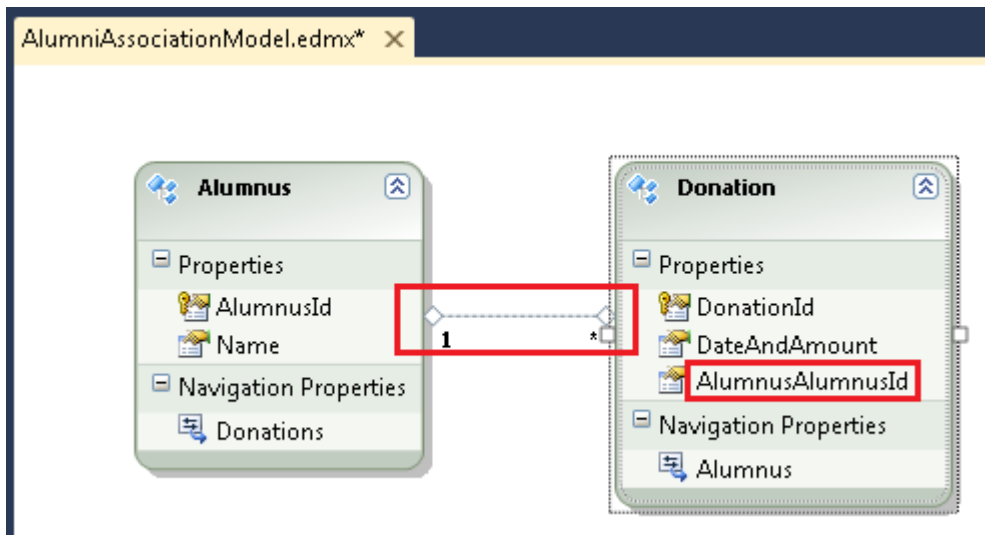 AlumniAssociationModel.edmx*
Alumnus
Properties
AlumnusId
Name
Navigation Properties
Donations
1 *
Donation
Properties
DonationId
DateAndAmount
AlumnusAlumnusId
Navigation Properties
Alumnus